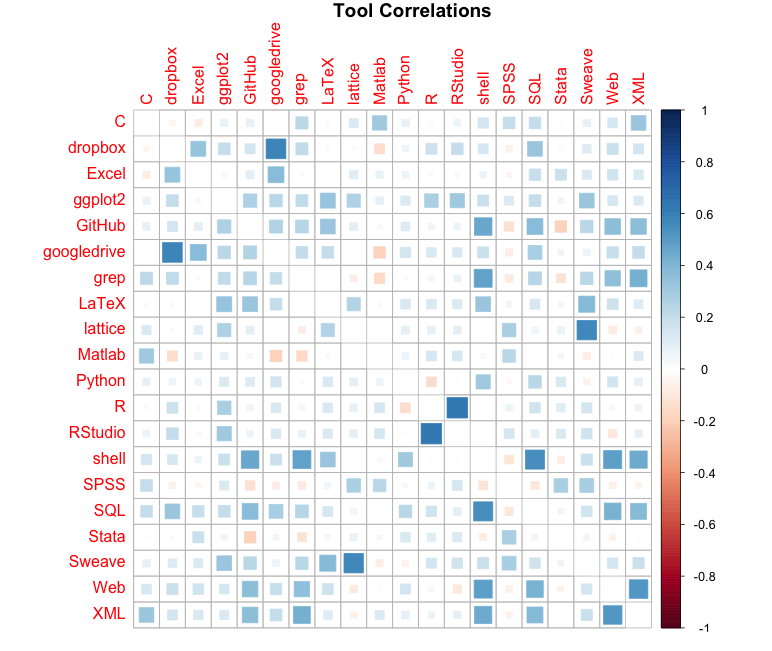 Tool Correlations
C dropbox Excel ggplot2 GitHub googledrive grep LaTeX lattice Matlab Python R RStudio shell SPSS SQL Stata Sweave Web XML
C
dropbox
Excel
ggplot2
GitHub
googledrive
grep
LaTeX
lattice
Matlab
Python
R
RStudio
shell
SPSS
SQL
Stata
Sweave
Web
XML
1
0.8
0.6
0.4
0.2
0
-0.2
-0.4
-0.6
-0.8
-1